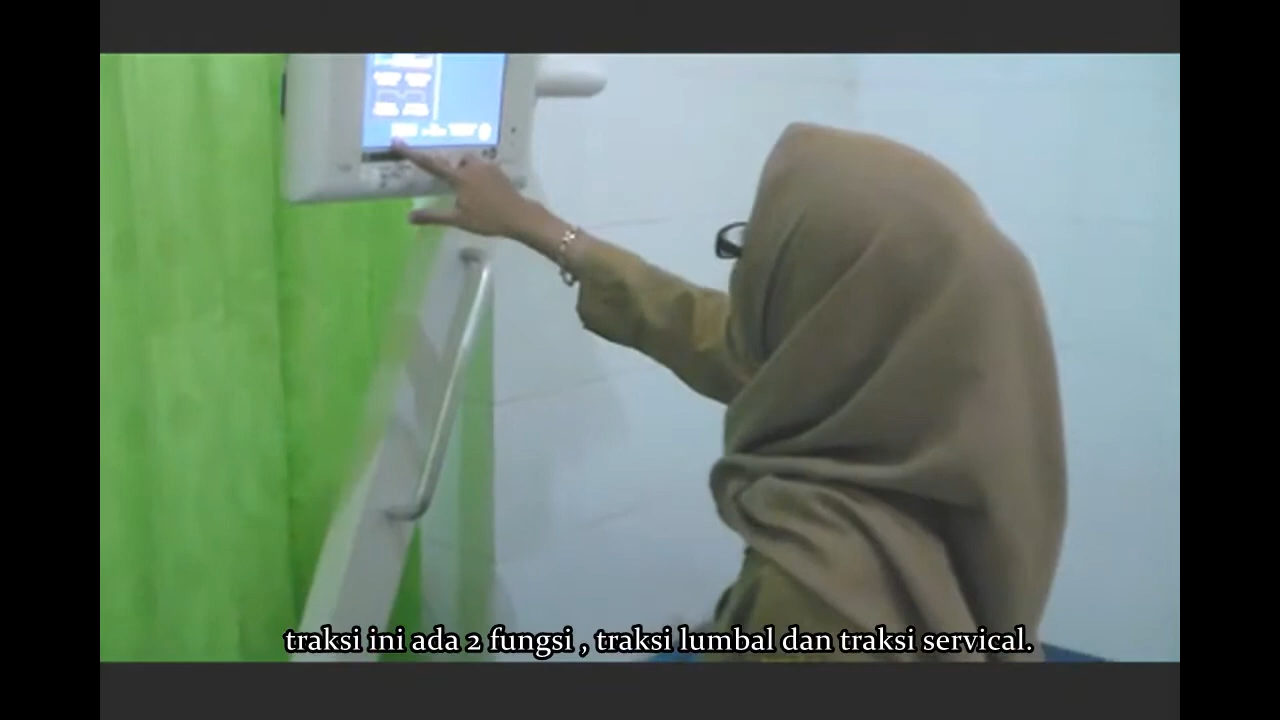 traksi ini ada 2 fungsi , traksi lumbal dan traksi servical.